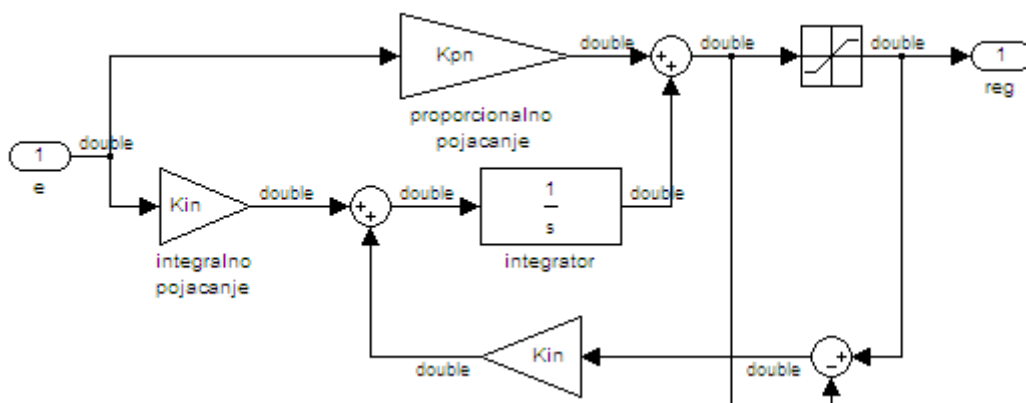 double
double
double
Kpn
+
+
1
reg
proporcionalno
pojacanje
1
double
e
Kin
double
+
+
double
1
s
double
integralno
pojacanje
integrator
Kin
double
double
+
−